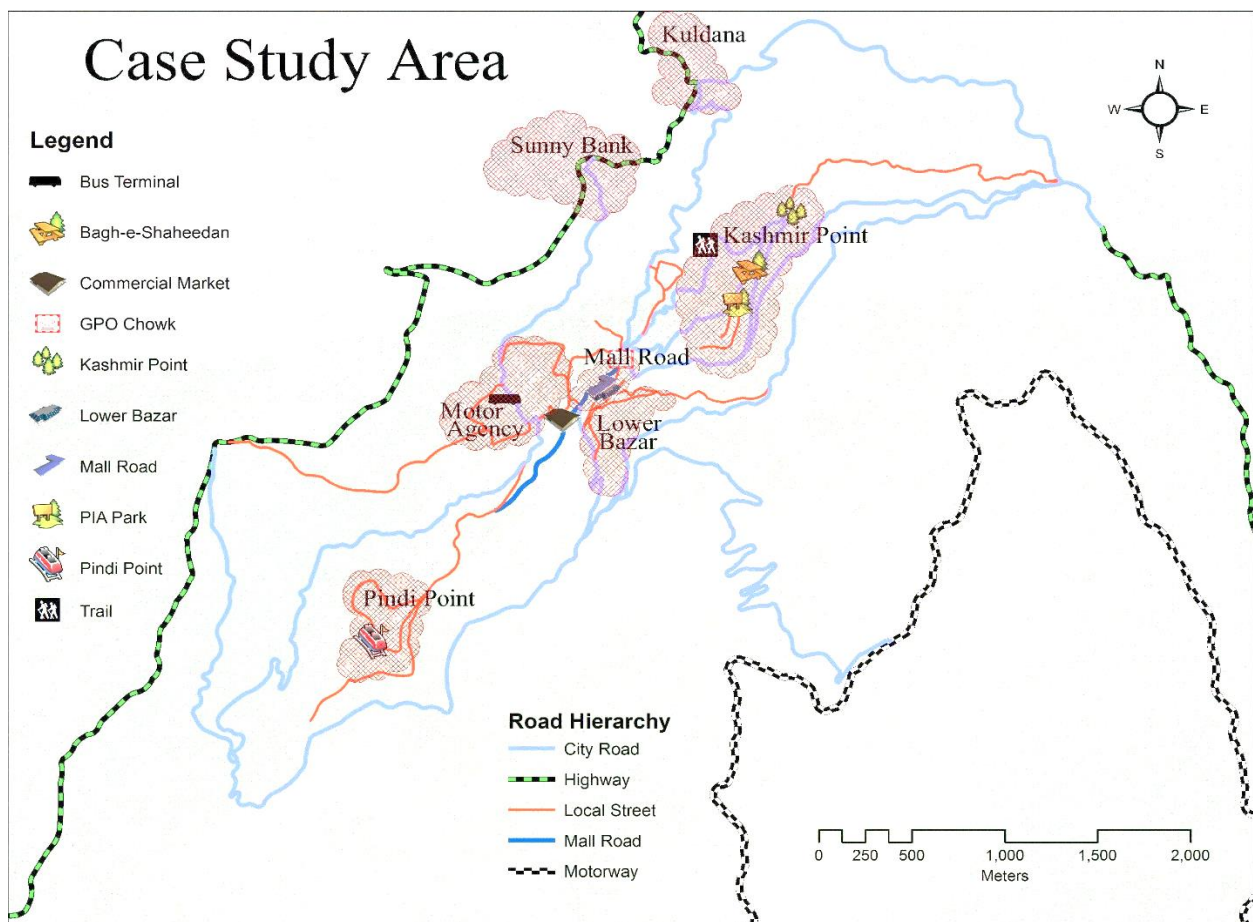 Case Study Area
Kuldana
N
W
E
S
Legend
Sunny Bank
Bus Terminal
Bagh-e-Shaheedan
Kashmir Point
Commercial Market
GPO Chowk
Kashmir Point
Mall Road
Lower Bazar
Motor
Agency
Lower
Bazar
Mall Road
PIA Park
Pindi Point
Pindi Point
Trail
Road Hierarchy
City Road
Highway
Local Street
Mall Road
Motorway
0 250 500 1,000 1,500 2,000
Meters